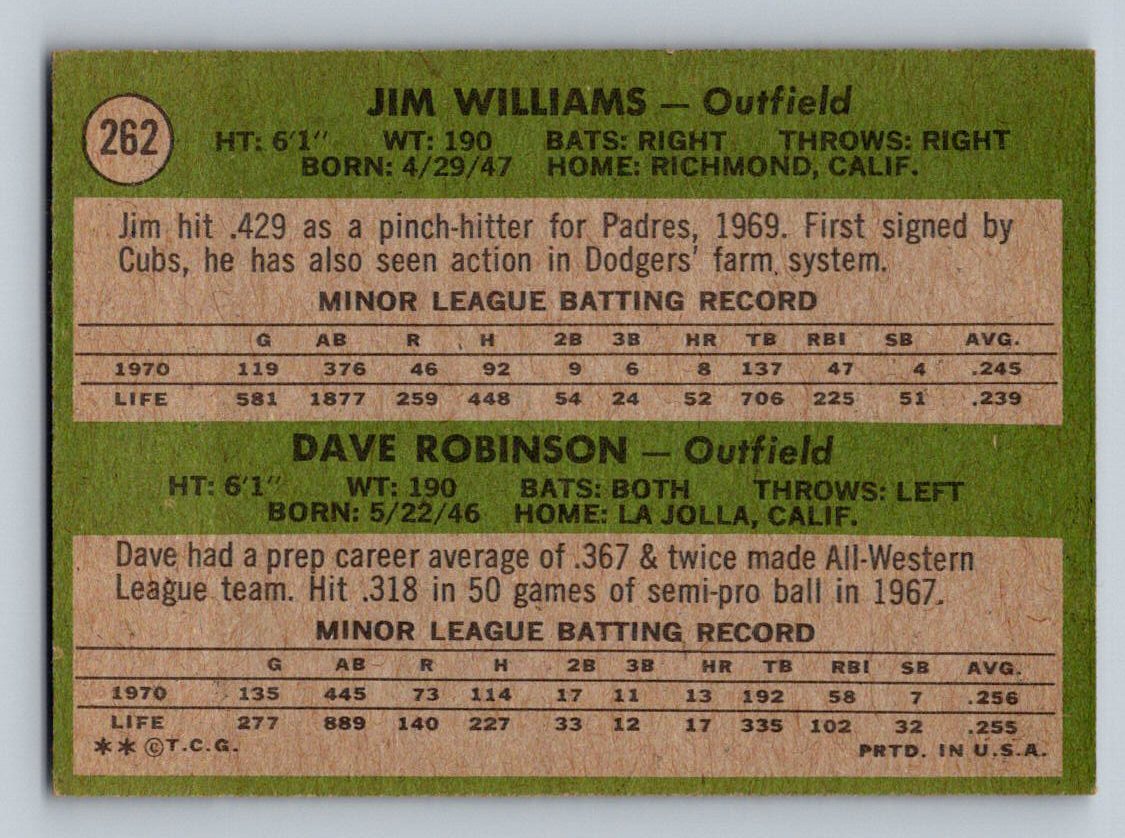 262
JIM WILLIAMS — Outfield
HT: 6'1" WT: 190 BATS: RIGHT THROWS: RIGHT
BORN: 4/29/47 HOME: RICHMOND, CALIF.
Jim hit .429 as a pinch-hitter for Padres, 1969. First signed by
Cubs, he has also seen action in Dodgers' farm system.
MINOR LEAGUE BATTING RECORD
G AB R H 2B 3B HR TB RBI SB AVG.
1970 119 376 46 92 9 6 8 137 47 4 .245
LIFE 581 1877 259 448 54 24 52 706 225 51 .239
DAVE ROBINSON — Outfield
HT: 6'1" WT: 190 BATS: BOTH THROWS: LEFT
BORN: 5/22/46 HOME: LA JOLLA, CALIF.
Dave had a prep career average of .367 & twice made All-Western
League team. Hit .318 in 50 games of semi-pro ball in 1967.
MINOR LEAGUE BATTING RECORD
G AB R H 2B 3B HR TB RBI SB AVG.
1970 135 445 73 114 17 11 13 192 58 7 .256
LIFE 277 889 140 227 33 12 17 335 102 32 .255
**©T.C.G. PRTD. IN U.S.A.